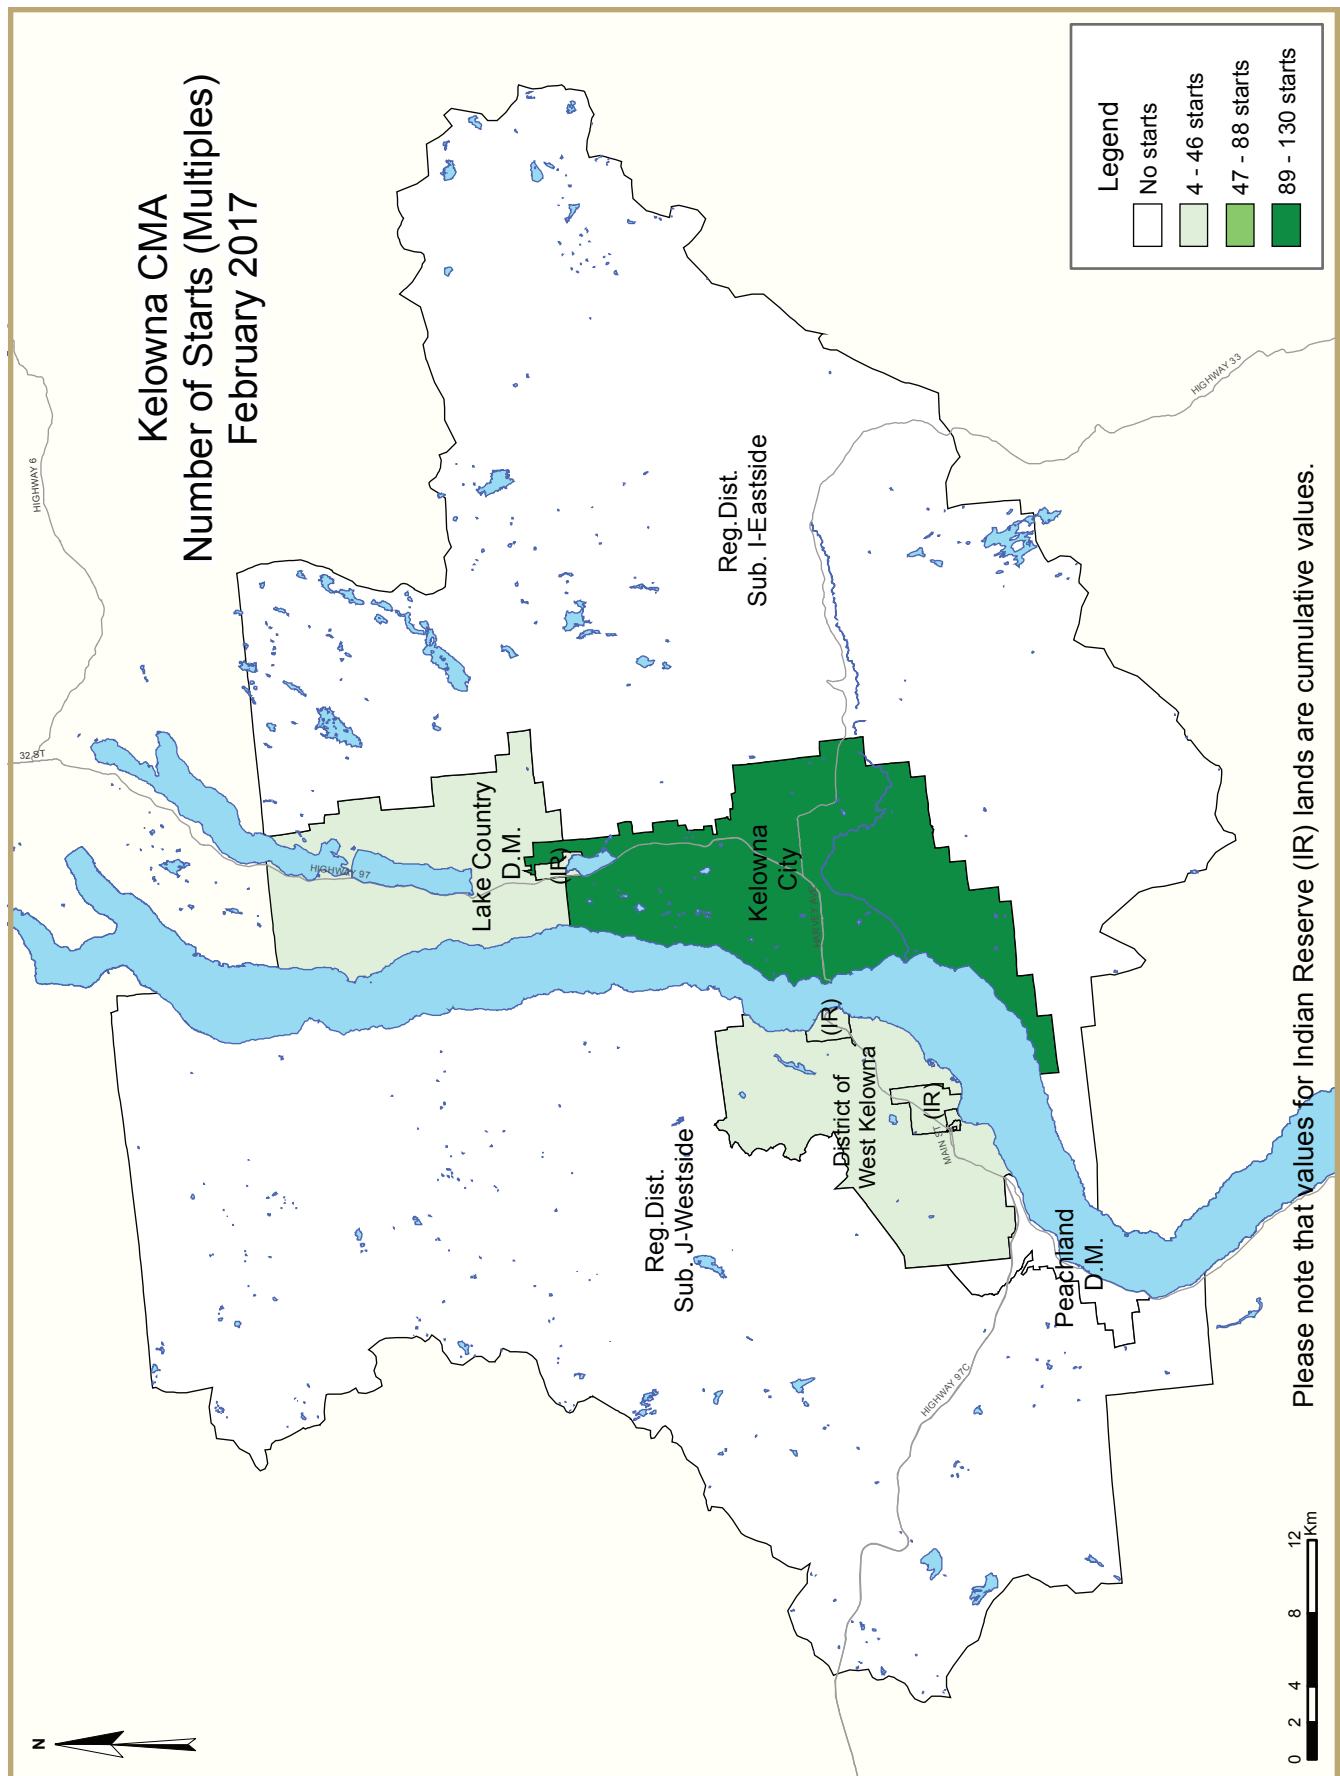 Kelowna CMA
Number of Starts (Multiples)
February 2017
Legend
No starts
4 - 46 starts
47 - 88 starts
89 - 130 starts
HIGHWAY 6
32 ST
HIGHWAY 97
Lake Country
D.M.
(IR)
Reg.Dist.
Sub. I-Eastside
Kelowna
City
HIGHWAY 33
(IR)
District of
West Kelowna
(IR)
MAIN ST
Reg.Dist.
Sub. J-Westside
Peachland
D.M.
HIGHWAY 97C
N
0 2 4 8 12
Km
Please note that values for Indian Reserve (IR) lands are cumulative values.